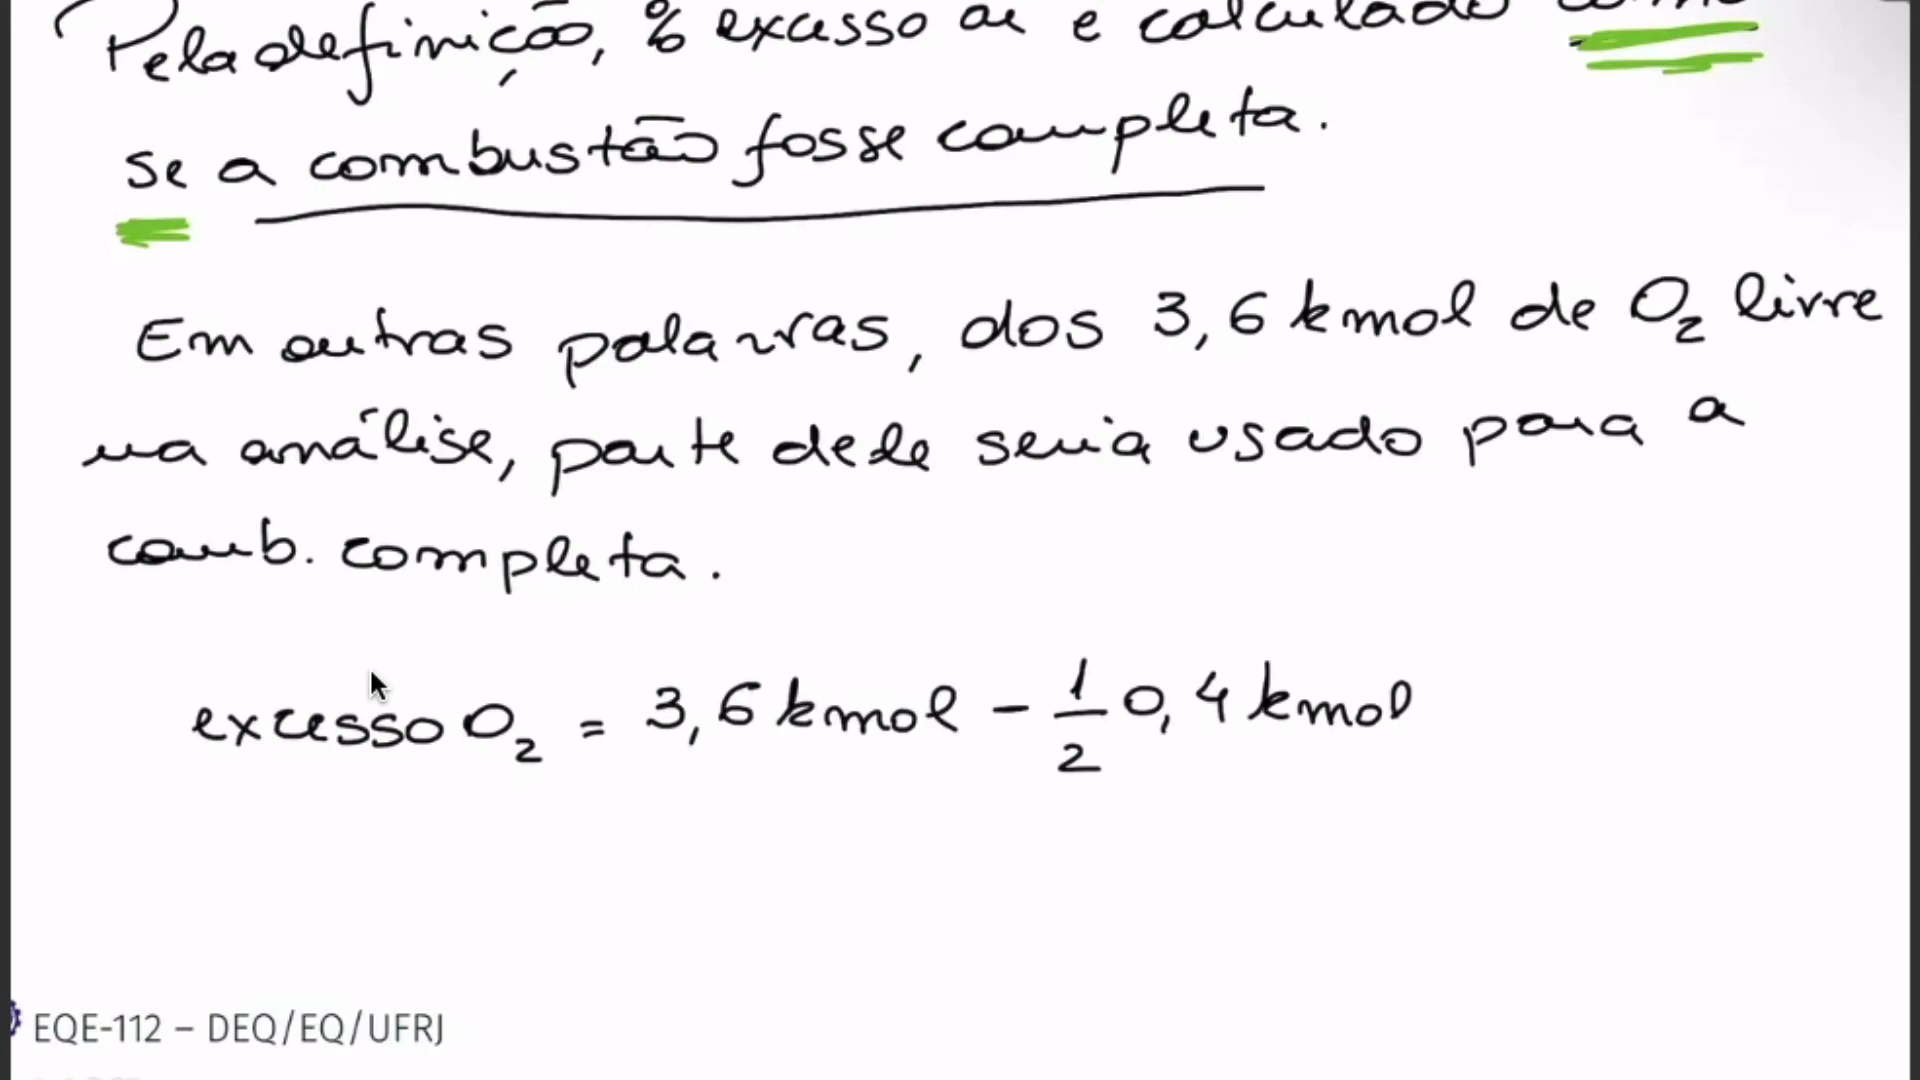 Pela definição, % excesso ar é calculado como
se a combustão fosse completa.
Em outras palavras, dos 3,6 kmol de O₂ livre
na análise, parte dele seria usado para a
comb. completa.
excesso O₂ = 3,6 kmol - 1/2 0,4 kmol
EQE-112 – DEQ/EQ/UFRJ